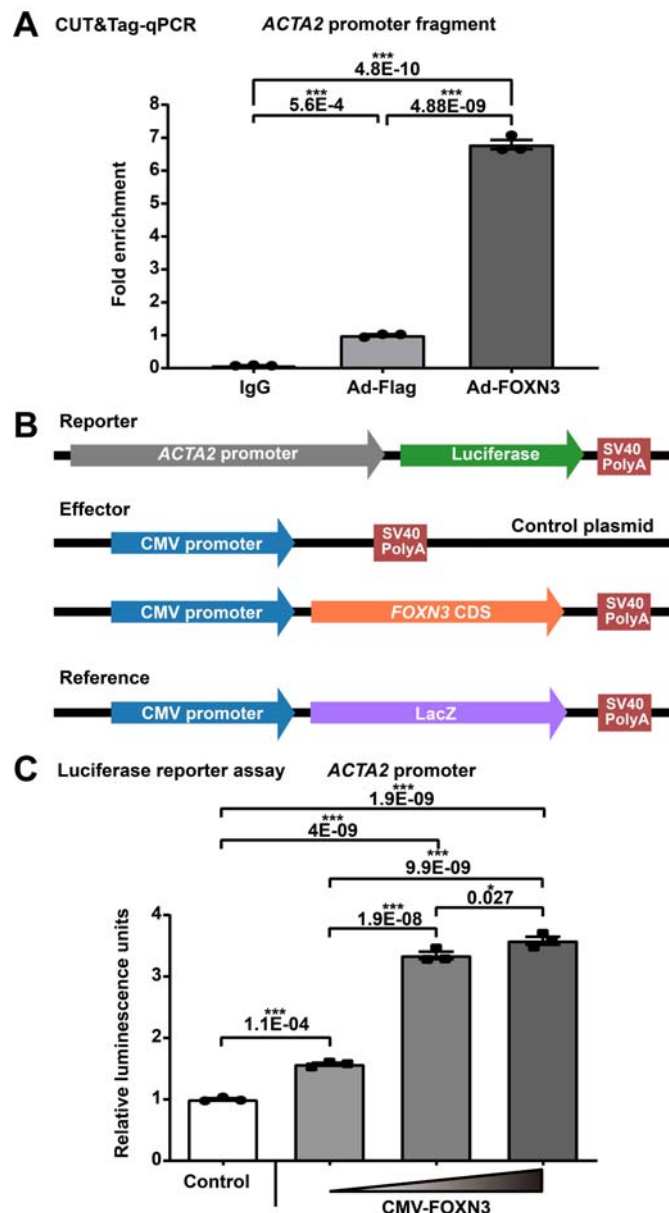 A CUT&Tag-qPCR ACTA2 promoter fragment
***
4.8E-10
*** ***
5.6E-4 4.88E-09
8
7
6
5
4
3
2
1
0
Fold enrichment
IgG Ad-Flag Ad-FOXN3
B Reporter
ACTA2 promoter Luciferase SV40 PolyA
Effector
Control plasmid
CMV promoter SV40 PolyA
CMV promoter FOXN3 CDS SV40 PolyA
Reference
CMV promoter LacZ SV40 PolyA
C Luciferase reporter assay ACTA2 promoter
***
1.9E-09
***
4E-09
***
9.9E-09
*** *
1.9E-08 0.027
***
1.1E-04
4
3
2
1
0
Relative luminescence units
Control
CMV-FOXN3